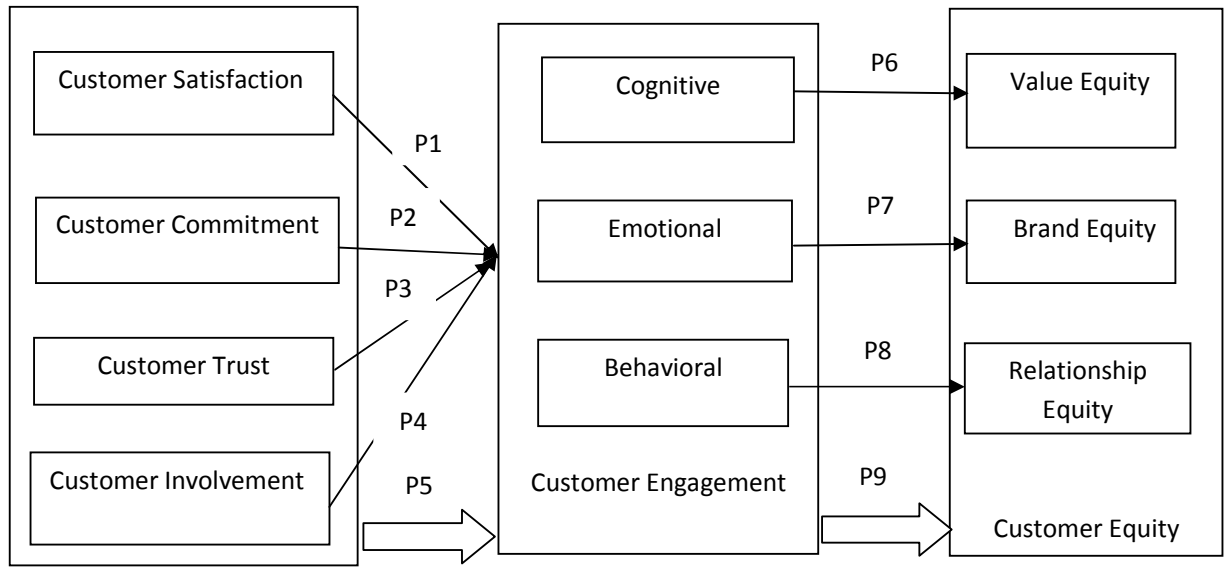 Customer Satisfaction
Customer Commitment
Customer Trust
Customer Involvement
P1
P2
P3
P4
P5
Cognitive
Emotional
Behavioral
Customer Engagement
P6
P7
P8
P9
Value Equity
Brand Equity
Relationship
Equity
Customer Equity